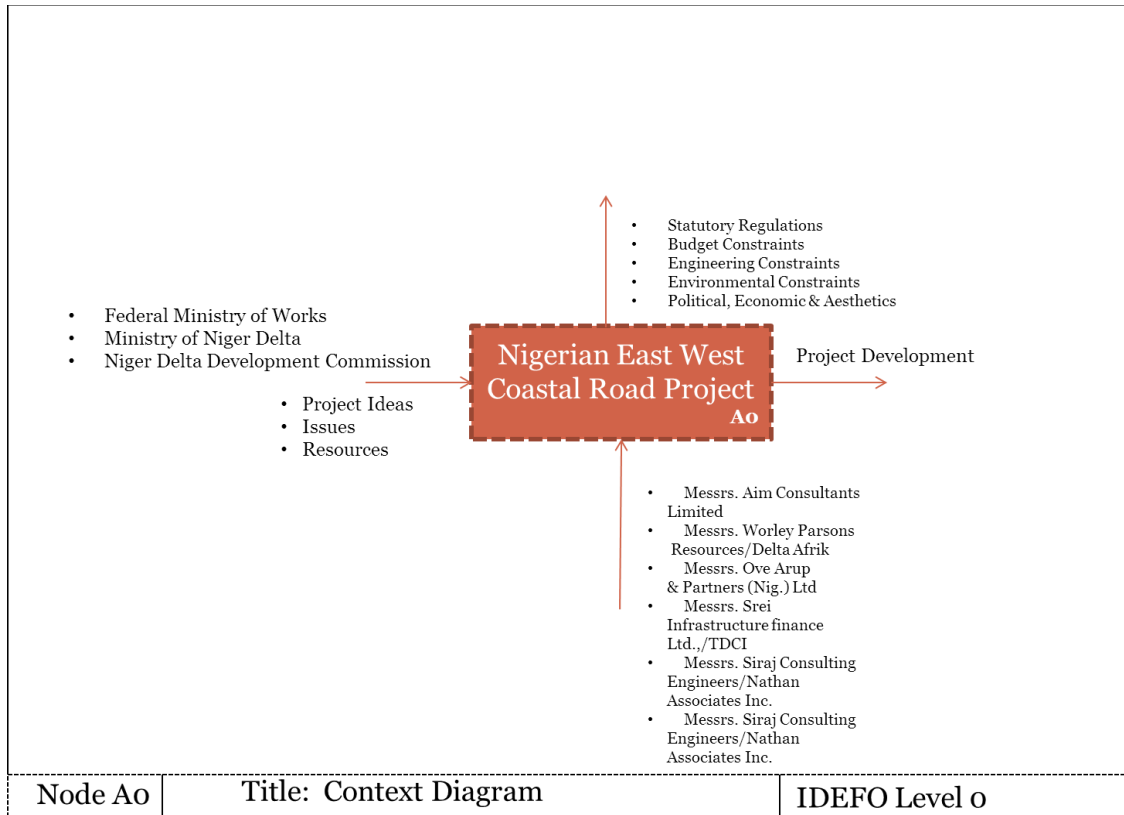 • Statutory Regulations
• Budget Constraints
• Engineering Constraints
• Environmental Constraints
• Political, Economic & Aesthetics
• Federal Ministry of Works
• Ministry of Niger Delta
• Niger Delta Development Commission
• Project Ideas
• Issues
• Resources
Nigerian East West
Coastal Road Project
A0
Project Development
• Messrs. Aim Consultants
Limited
• Messrs. Worley Parsons
Resources/Delta Afrik
• Messrs. Ove Arup
& Partners (Nig.) Ltd
• Messrs. Srei
Infrastructure finance
Ltd.,/TDCI
• Messrs. Siraj Consulting
Engineers/Nathan
Associates Inc.
• Messrs. Siraj Consulting
Engineers/Nathan
Associates Inc.
Node A0
Title: Context Diagram
IDEFO Level 0